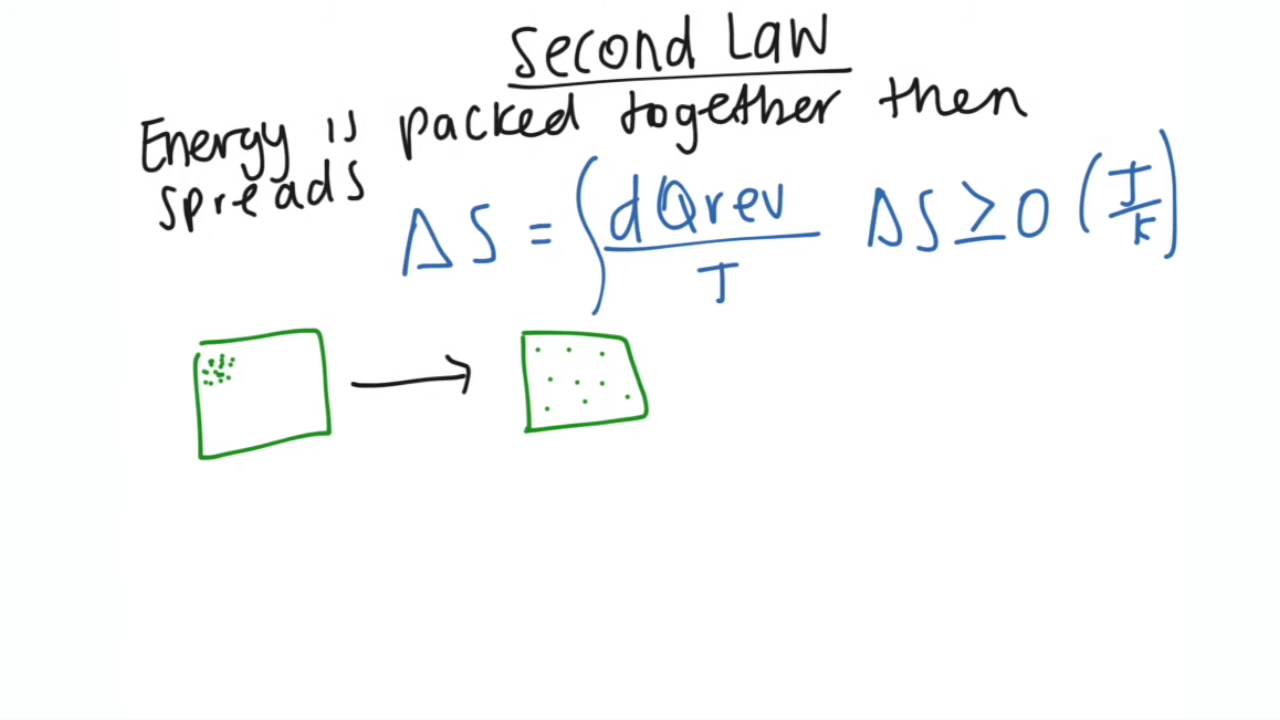 Second Law
Energy is packed together then
spreads
ΔS = ∫ dQrev / T   ΔS ≥ 0 (J/K)